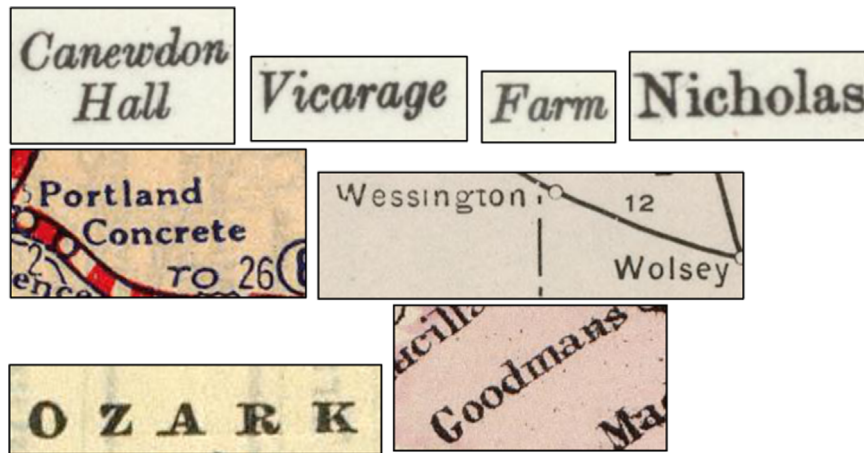 Canewdon
Hall
Vicarage
Farm
Nicholas
Portland
Concrete
TO 26
Wessington
12
Wolsey
Goodmans
OZARK